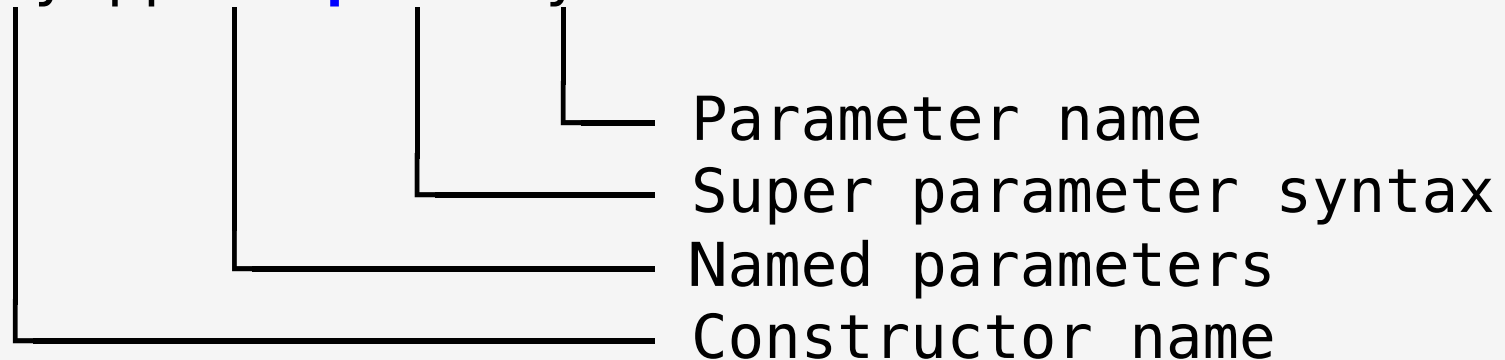 Parameter name
Super parameter syntax
Named parameters
Constructor name